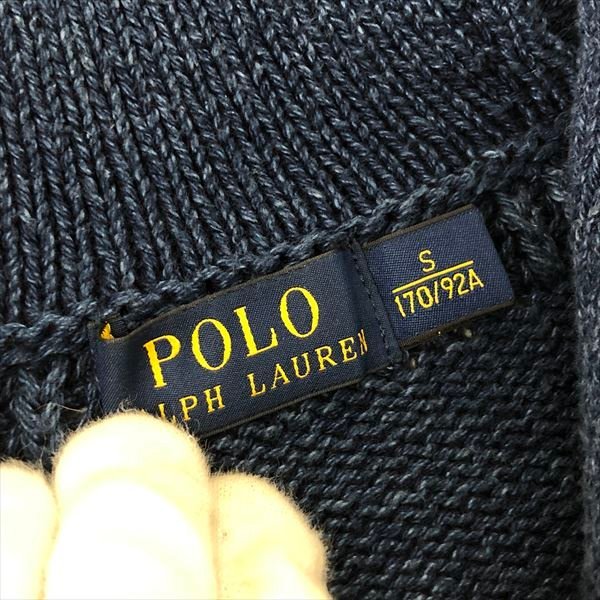 POLO
LPH LAUREN
S
170/92A